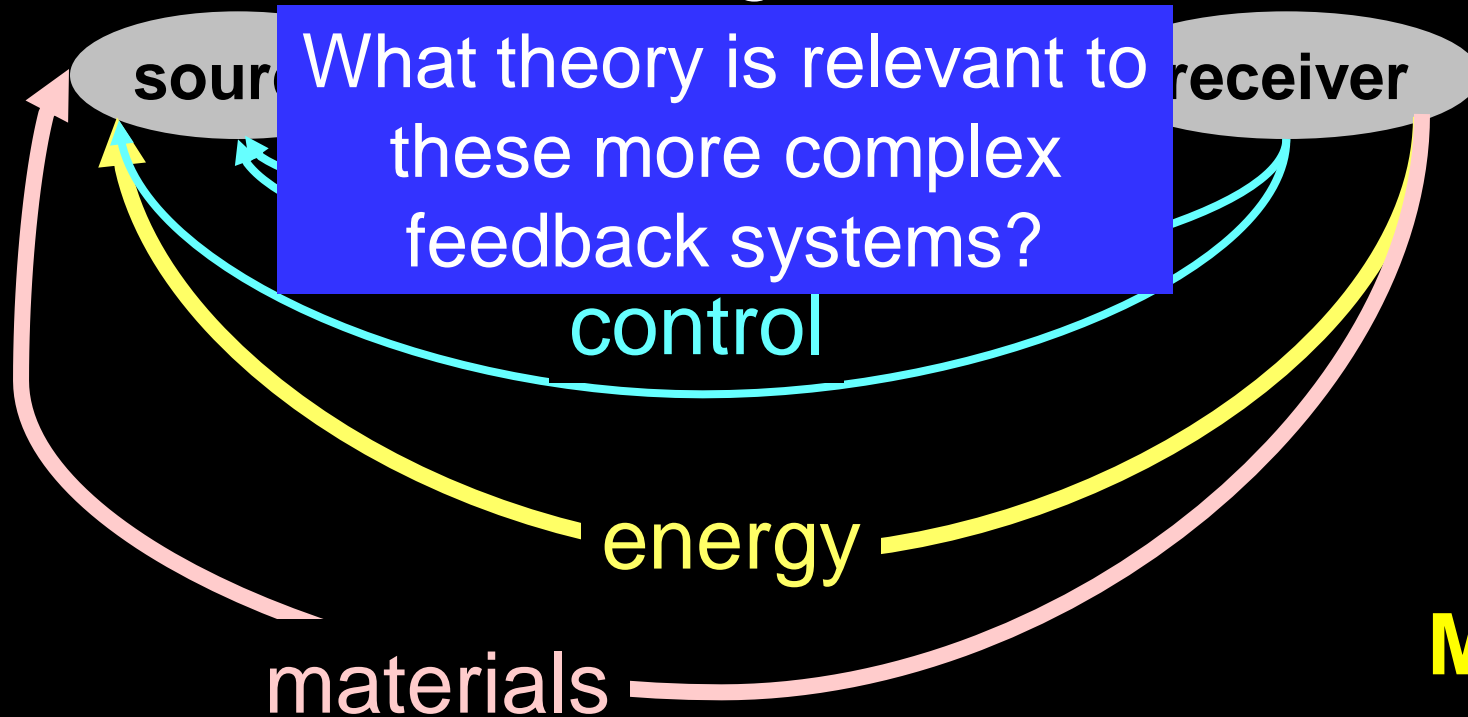 What theory is relevant to
receiver
these more complex
feedback systems?
control
energy
materials